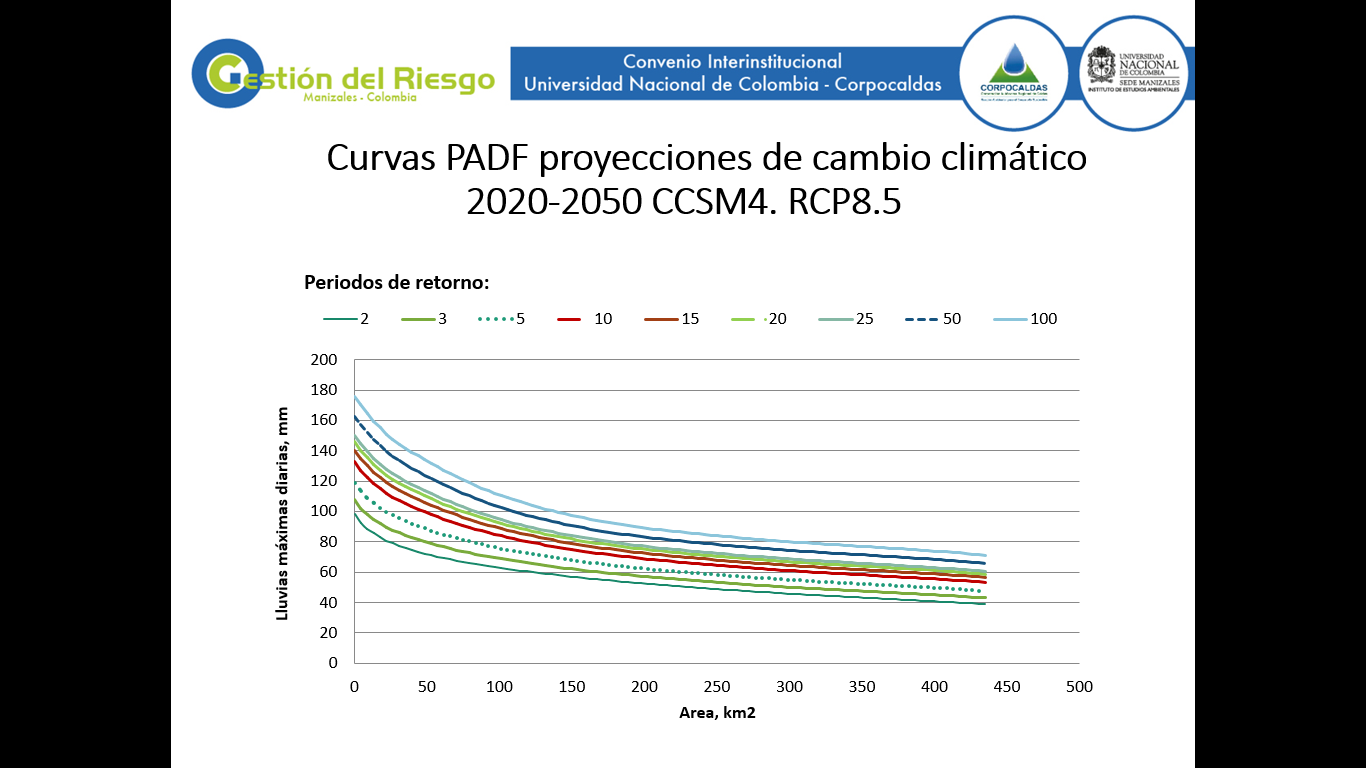 Gestión del Riesgo
Manizales - Colombia
Convenio Interinstitucional
Universidad Nacional de Colombia - Corpocaldas
CORPOCALDAS
UNIVERSIDAD
NACIONAL
DE COLOMBIA
SEDE MANIZALES
INSTITUTO DE ESTUDIOS AMBIENTALES
Curvas PADF proyecciones de cambio climático
2020-2050 CCSM4. RCP8.5
Periodos de retorno:
2 3 5 10 15 20 25 50 100
Lluvias máximas diarias, mm
200
180
160
140
120
100
80
60
40
20
0
0 50 100 150 200 250 300 350 400 450 500
Area, km2